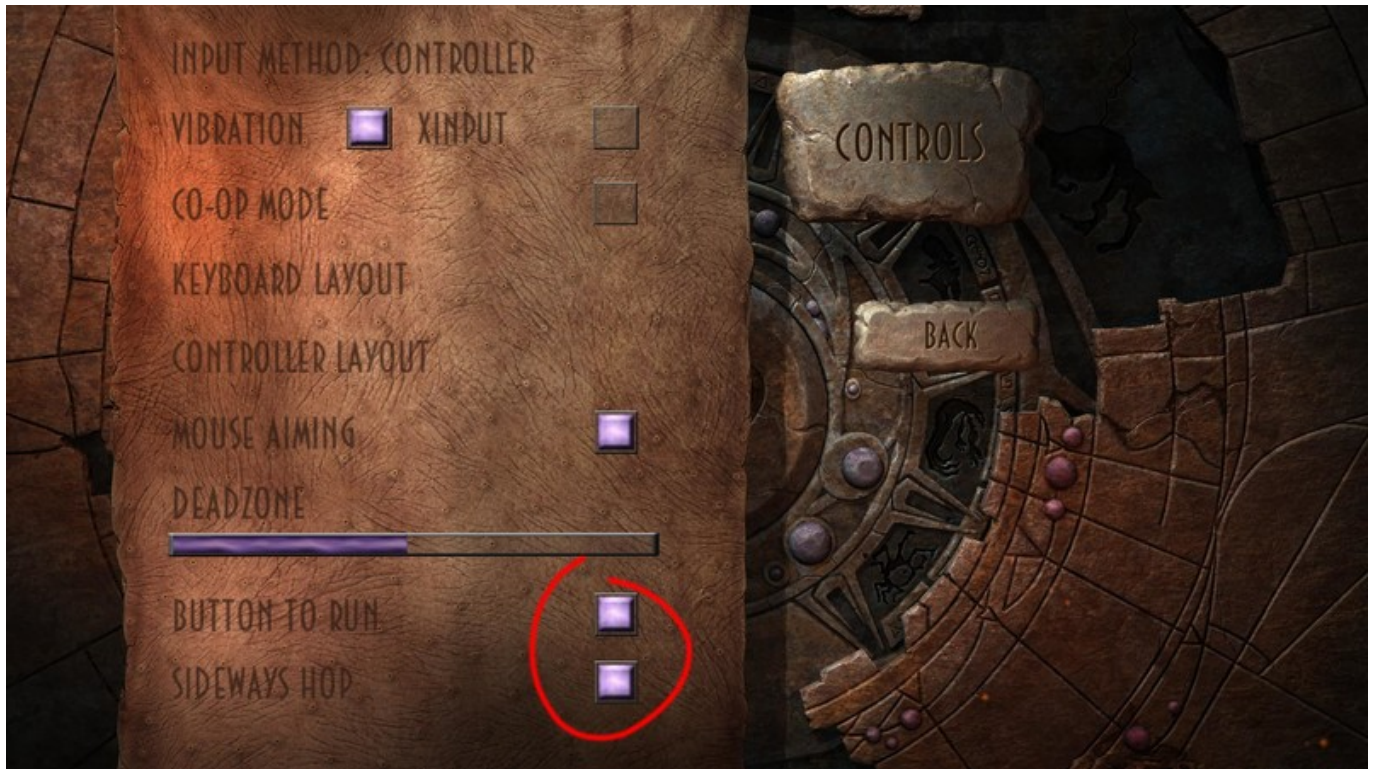 INPUT METHOD: CONTROLLER
VIBRATION XINPUT
CO-OP MODE
KEYBOARD LAYOUT
CONTROLLER LAYOUT
MOUSE AIMING
DEADZONE
BUTTON TO RUN
SIDEWAYS HOP
CONTROLS
BACK